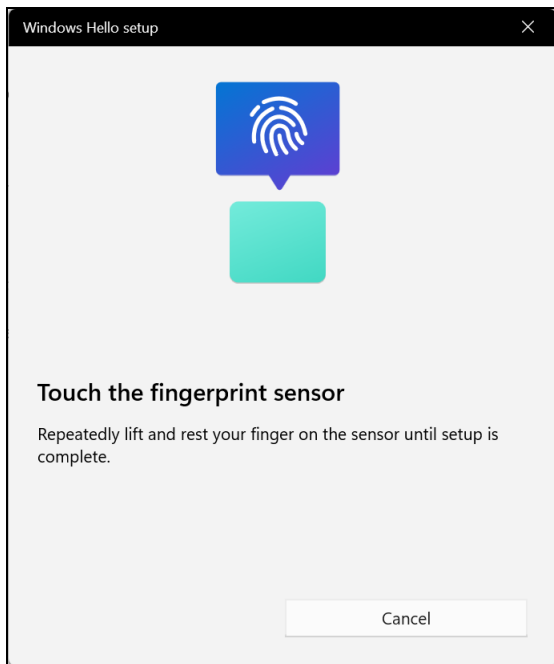 Windows Hello setup
Touch the fingerprint sensor
Repeatedly lift and rest your finger on the sensor until setup is
complete.
Cancel